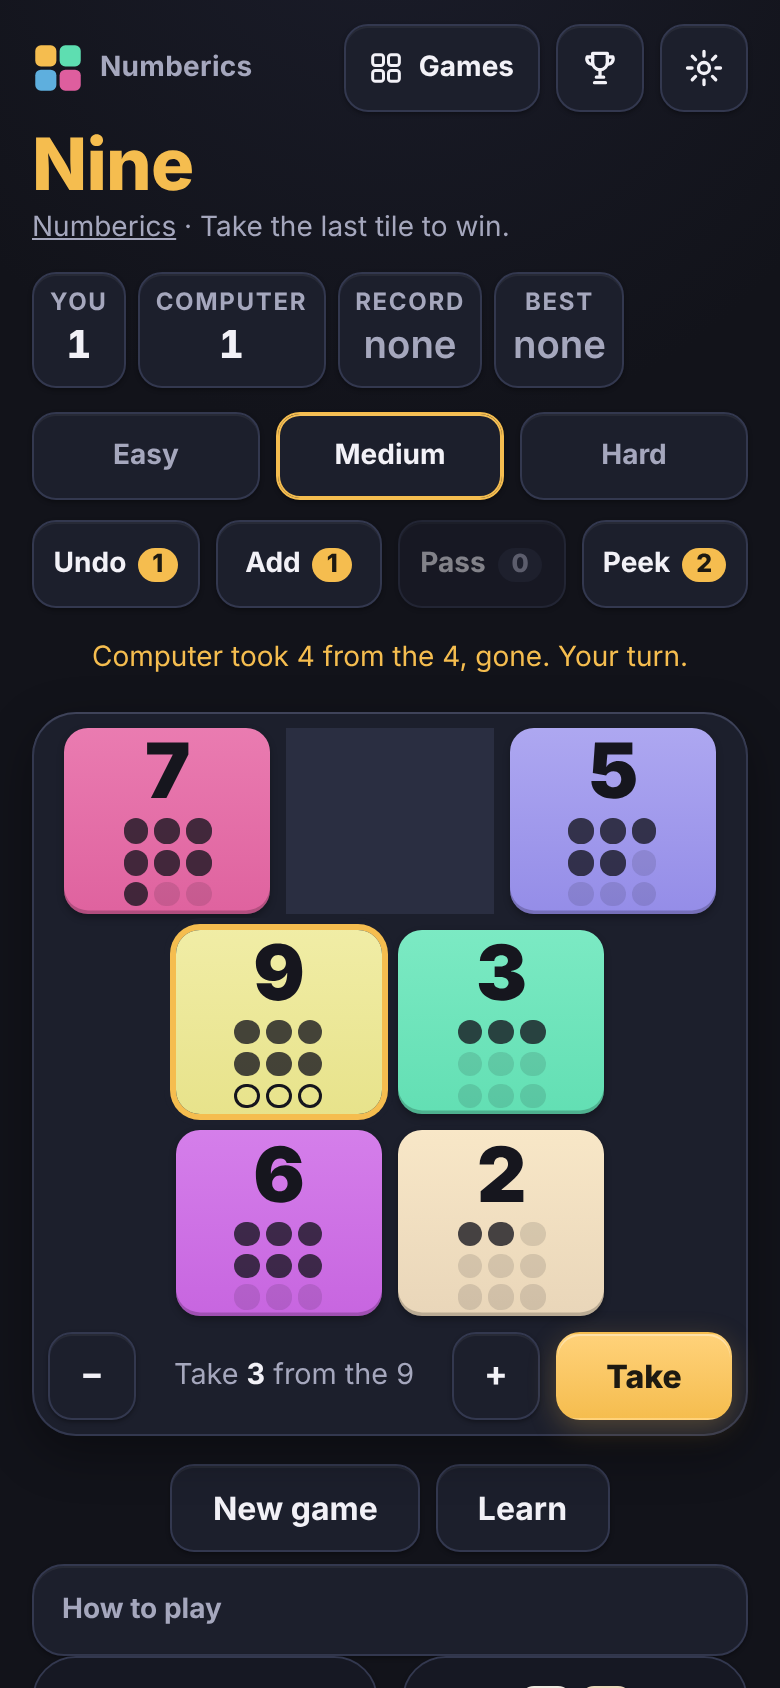 Numberics
Games
Nine
Numberics · Take the last tile to win.
YOU COMPUTER RECORD BEST
1 1 none none
Easy Medium Hard
Undo 1 Add 1 Pass 0 Peek 2
Computer took 4 from the 4, gone. Your turn.
7 5
9 3
6 2
− Take 3 from the 9 + Take
New game Learn
How to play